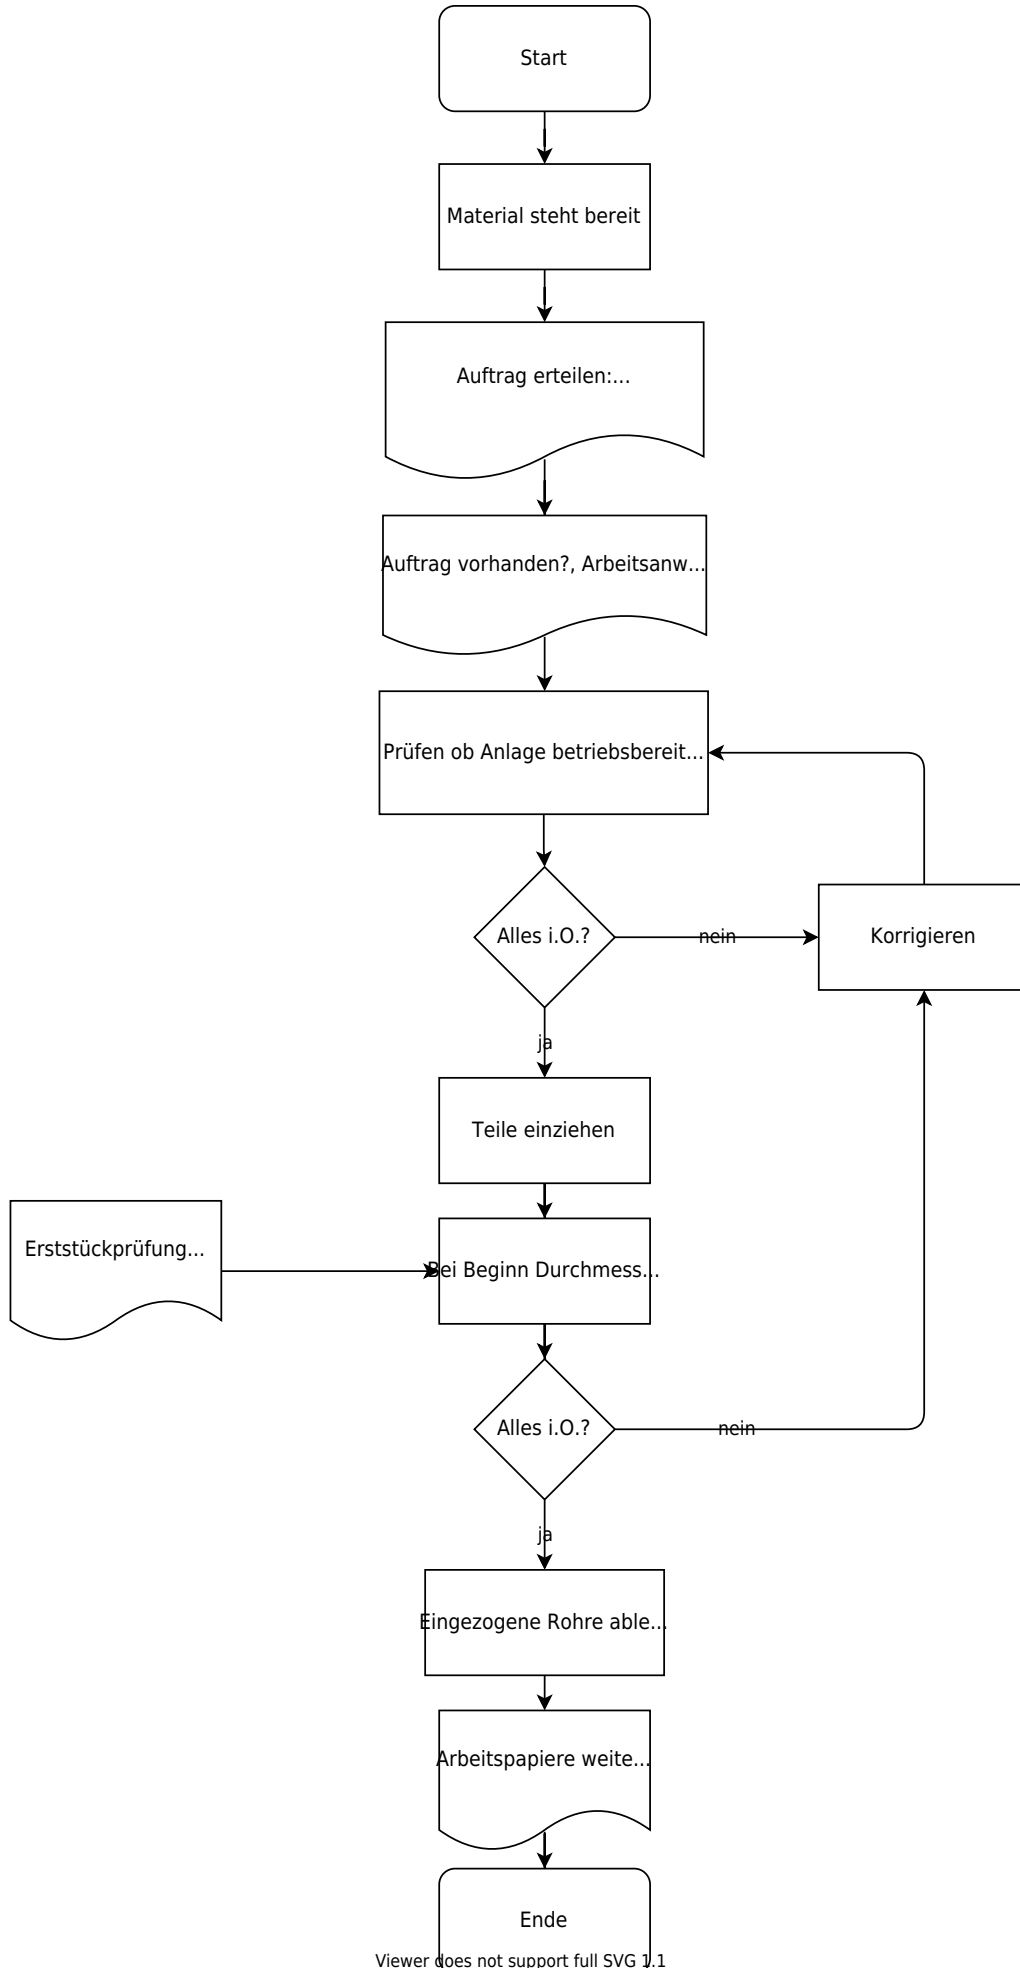 Start
Material steht bereit
Auftrag erteilen:...
Auftrag vorhanden?, Arbeitsanw...
Prüfen ob Anlage betriebsbereit...
Alles i.O.?
nein
Korrigieren
ja
Teile einziehen
Erststückprüfung...
Bei Beginn Durchmess...
Alles i.O.?
nein
ja
Eingezogene Rohre able...
Arbeitspapiere weite...
Ende
Viewer does not support full SVG 1.1